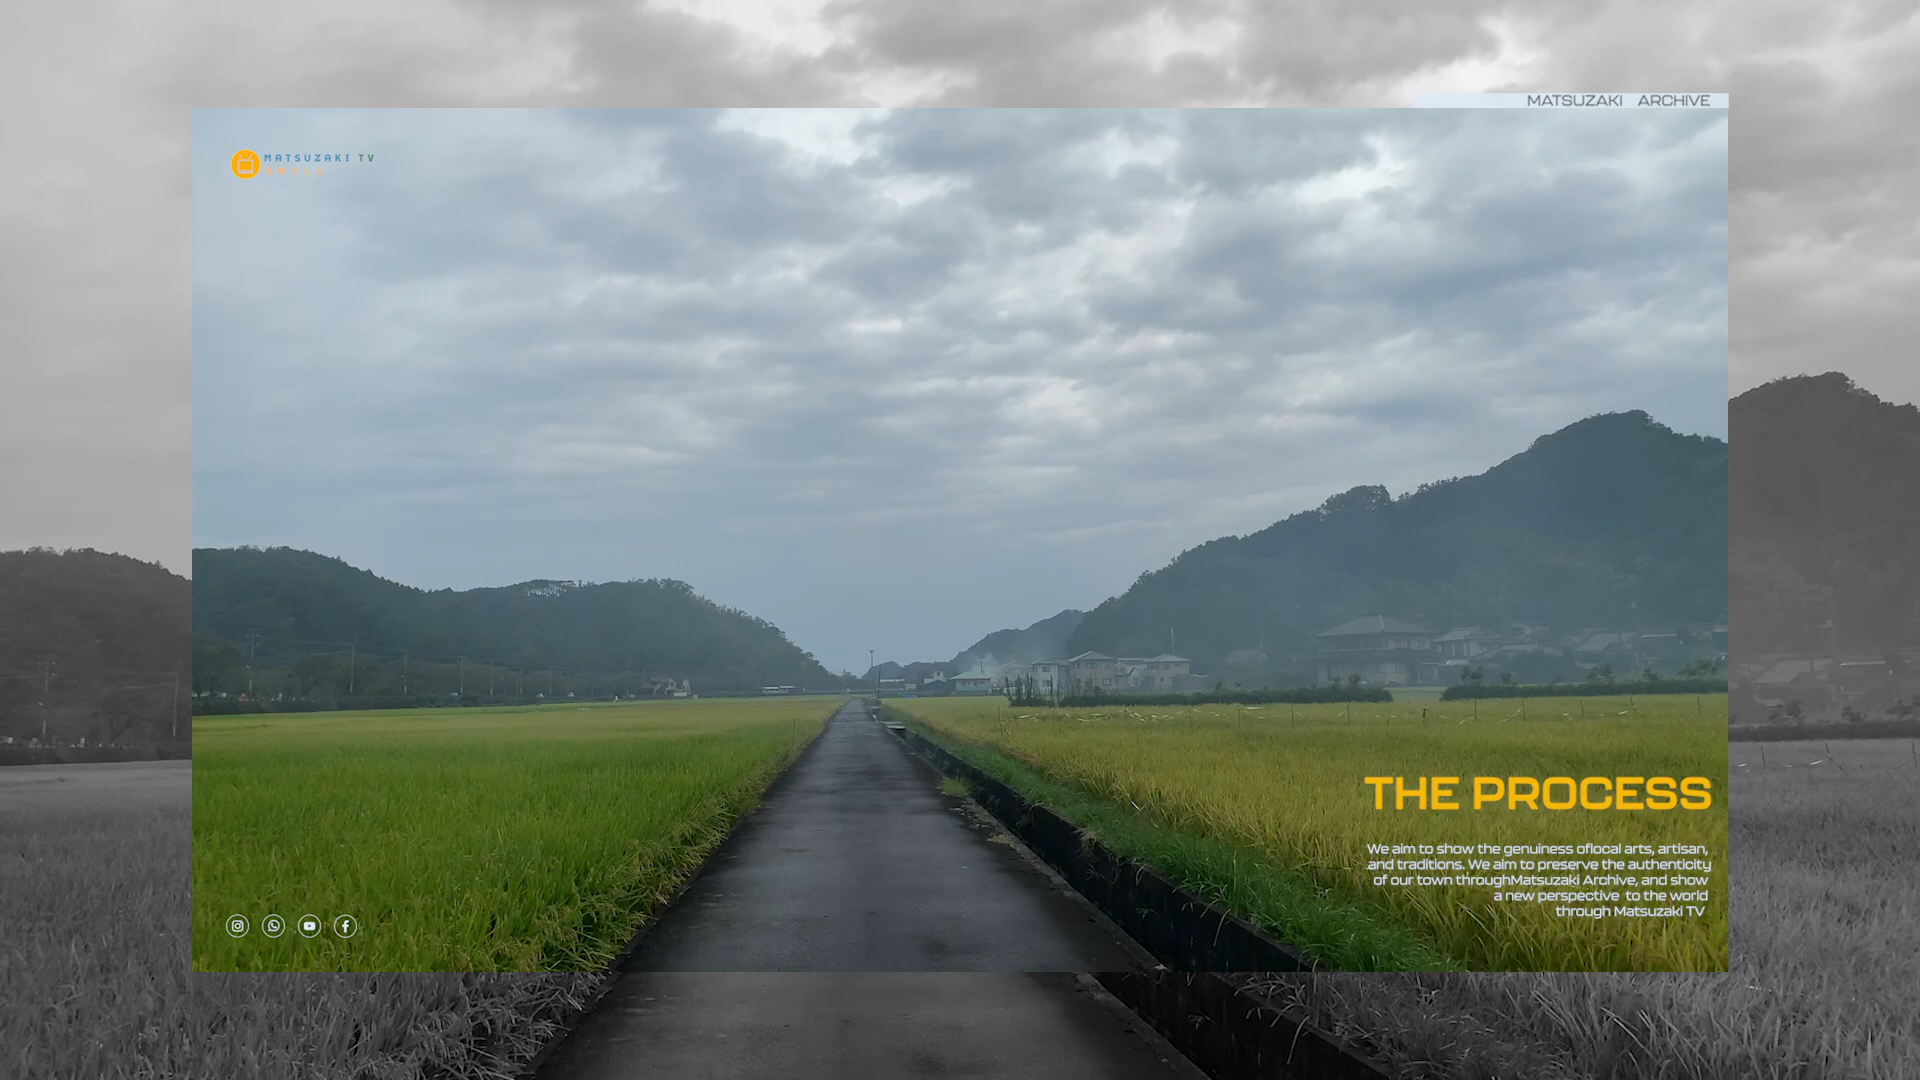 MATSUZAKI ARCHIVE
MATSUZAKI TV
THE PROCESS
We aim to show the genuiness oflocal arts, artisan,
and traditions. We aim to preserve the authenticity
of our town throughMatsuzaki Archive, and show
a new perspective to the world
through Matsuzaki TV